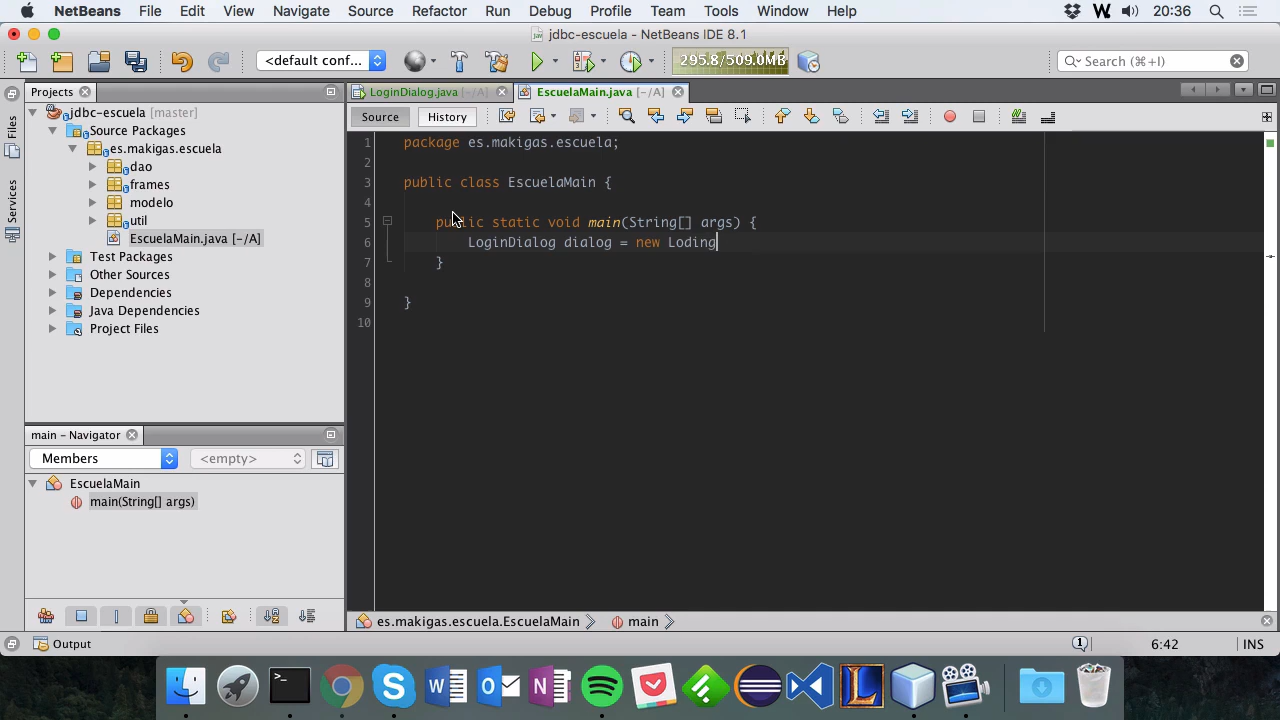 NetBeans File Edit View Navigate Source Refactor Run Debug Profile Team Tools Window Help W 20:36
jdbc-escuela - NetBeans IDE 8.1
<default conf... 295.8/509.0MB Search (⌘+I)
Projects LoginDialog.java [-/A] EscuelaMain.java [-/A]
Files
Services
jdbc-escuela [master]
Source Packages
es.makigas.escuela
dao
frames
modelo
util
EscuelaMain.java [-/A]
Test Packages
Other Sources
Dependencies
Java Dependencies
Project Files
Source History
1 package es.makigas.escuela;
2
3 public class EscuelaMain {
4
5 public static void main(String[] args) {
6 LoginDialog dialog = new Loding
7 }
8
9 }
10
main – Navigator
Members <empty>
EscuelaMain
main(String[] args)
es.makigas.escuela.EscuelaMain main
Output 1 6:42 INS
>_ S W O N L